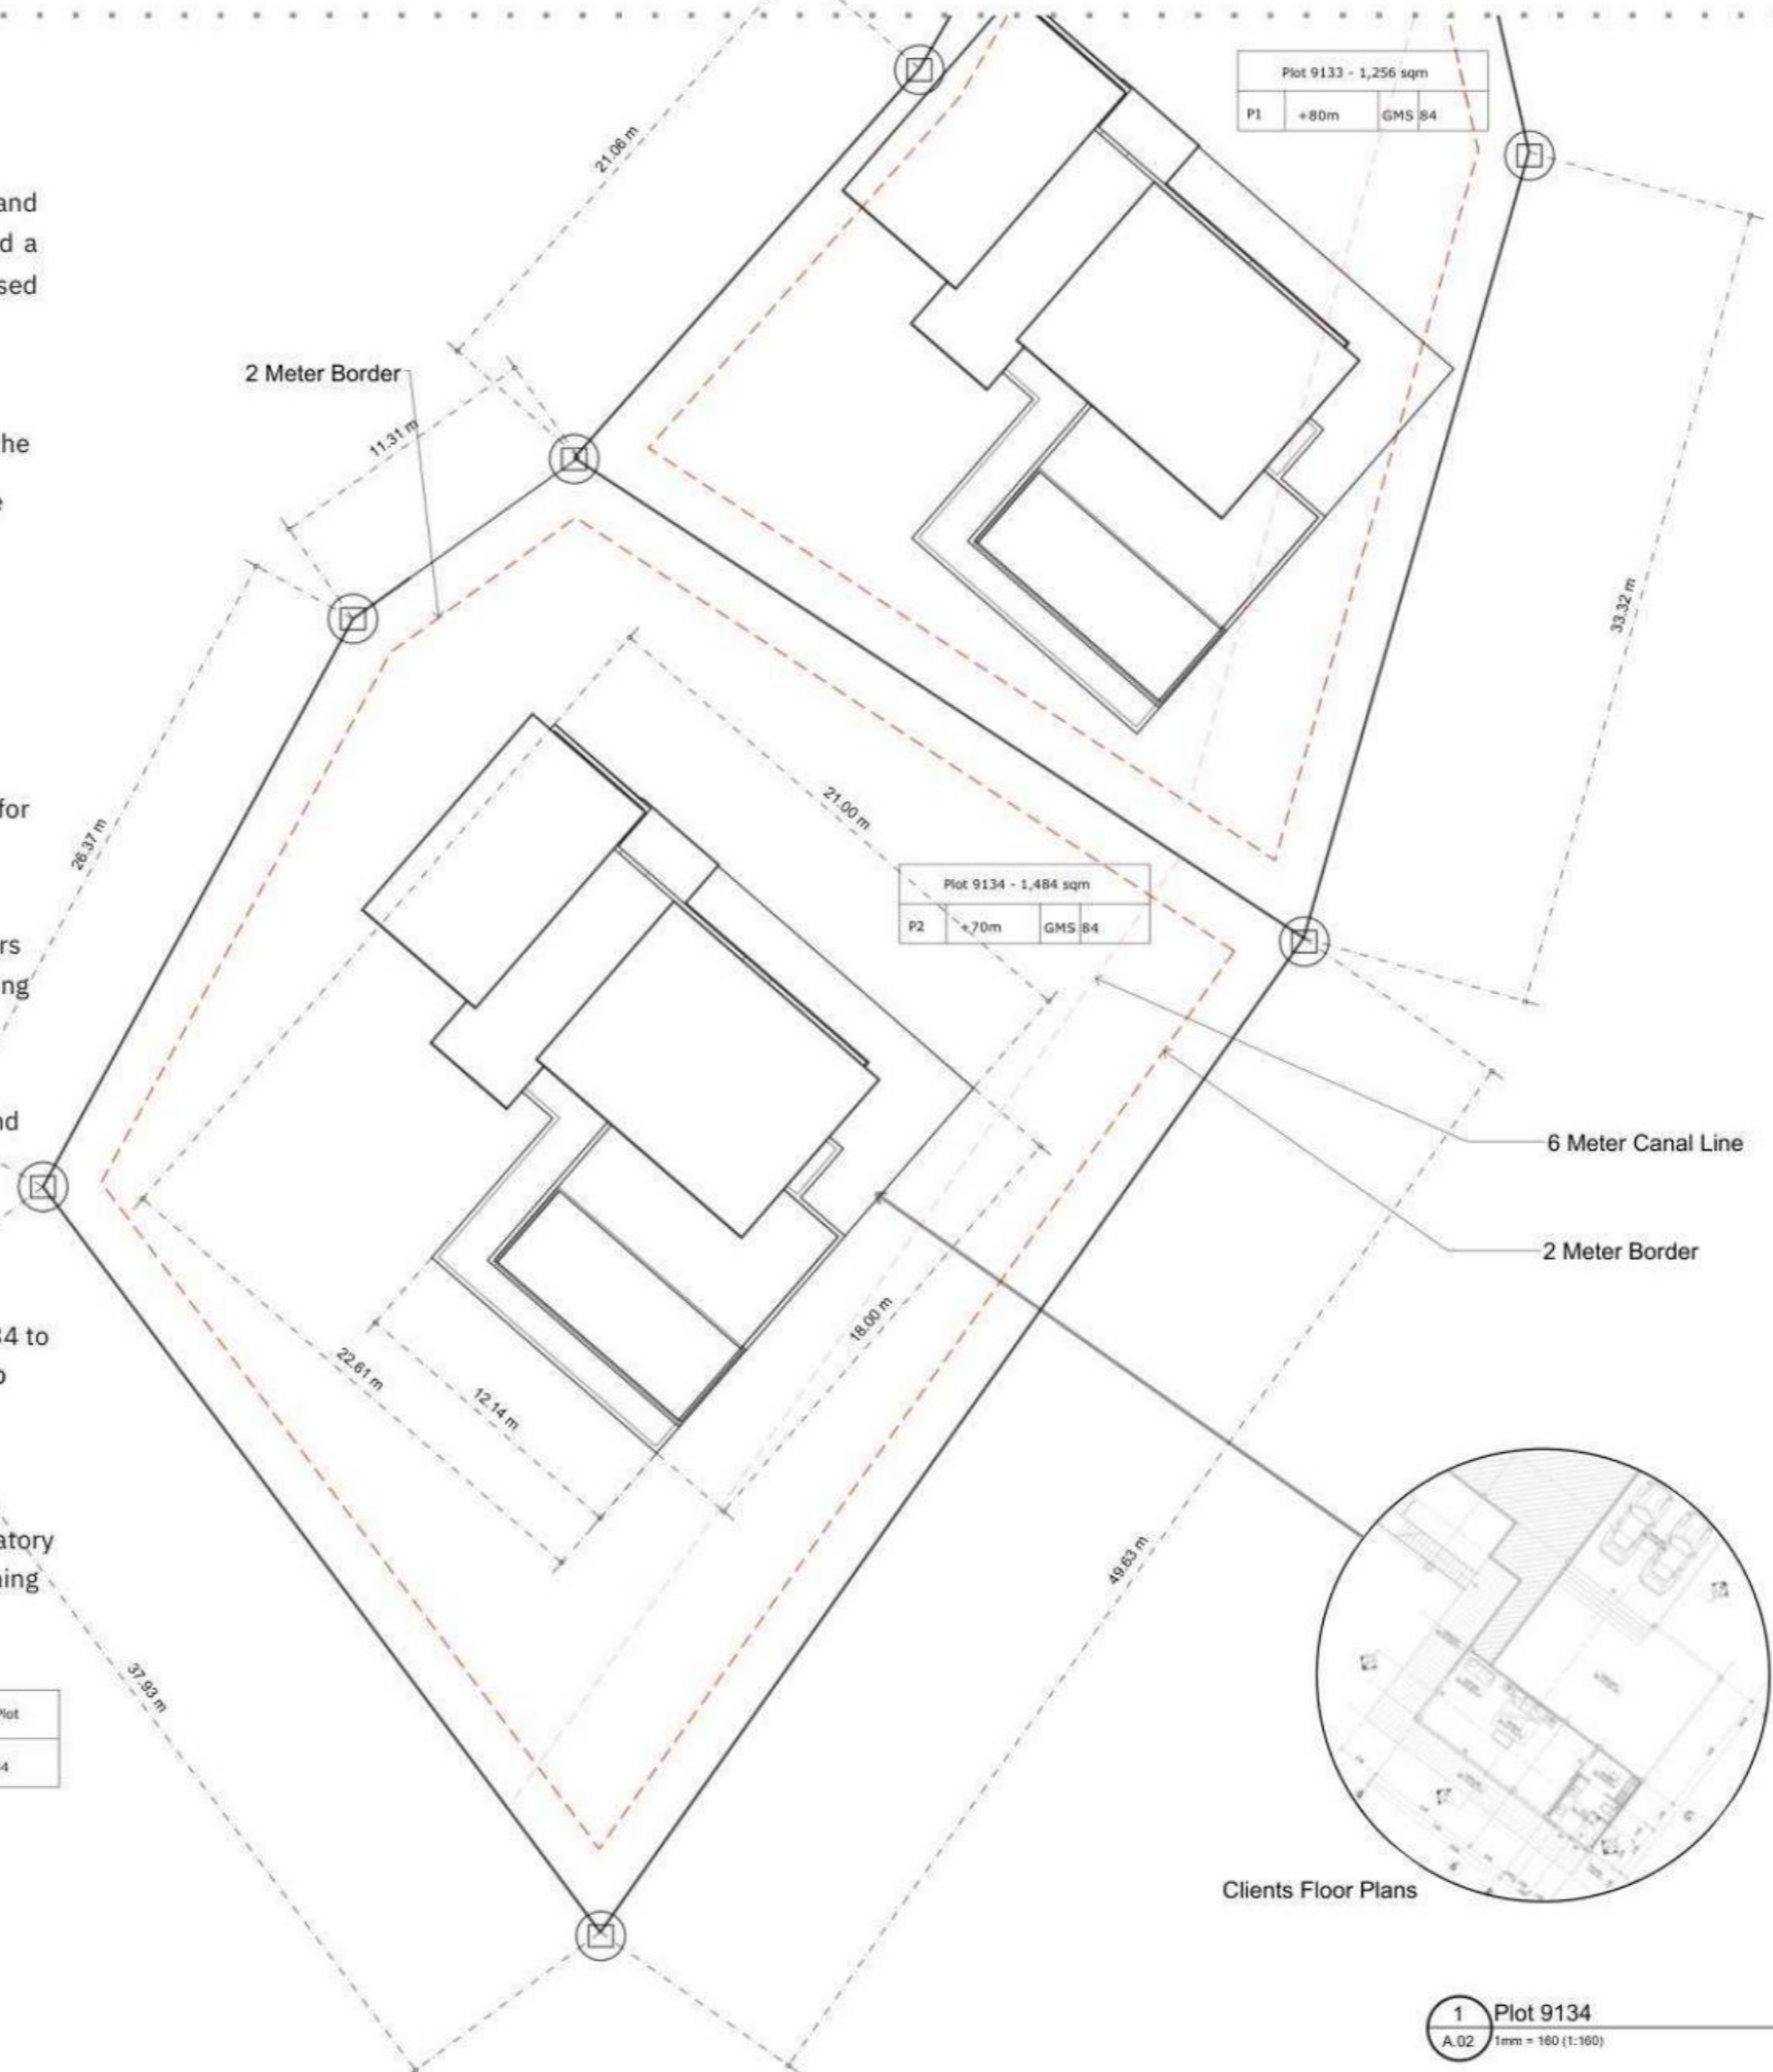 and
d a
sed
he
e
for
rs
ng
nd
34 to
o
atory
ning
Plot
4
Plot 9133 - 1,256 sqm
P1 +80m GMS 84
21.06 m
2 Meter Border
11.31 m
33.32 m
26.37 m
21.00 m
Plot 9134 - 1,484 sqm
P2 +70m GMS 84
6 Meter Canal Line
2 Meter Border
18.00 m
22.61 m
12.14 m
49.63 m
37.93 m
Clients Floor Plans
1 Plot 9134
A.02 1mm = 160 (1:160)